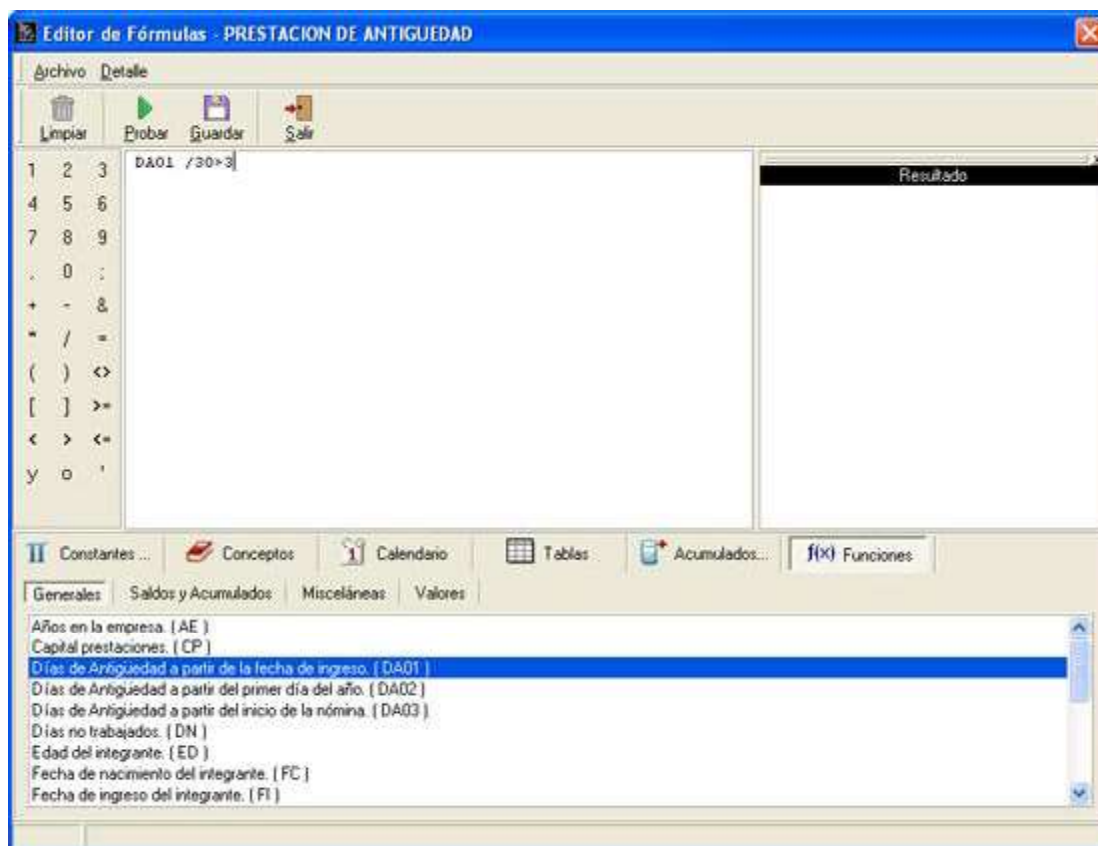 Editor de Fórmulas - PRESTACION DE ANTIGUEDAD
Archivo Detalle
Limpiar Probar Guardar Salir
DA01 /30>3
Resultado
1 2 3
4 5 6
7 8 9
. 0 ;
+ - &
* / =
( ) <>
[ ] >=
< > <=
y o '
Constantes ... Conceptos 1 Calendario Tablas Acumulados... f(x) Funciones
Generales Saldos y Acumulados Misceláneas Valores
Años en la empresa. ( AE )
Capital prestaciones. ( CP )
Días de Antigüedad a partir de la fecha de ingreso. ( DA01 )
Días de Antigüedad a partir del primer día del año. ( DA02 )
Días de Antigüedad a partir del inicio de la nómina. ( DA03 )
Días no trabajados. ( DN )
Edad del integrante. ( ED )
Fecha de nacimiento del integrante. ( FC )
Fecha de ingreso del integrante. ( FI )